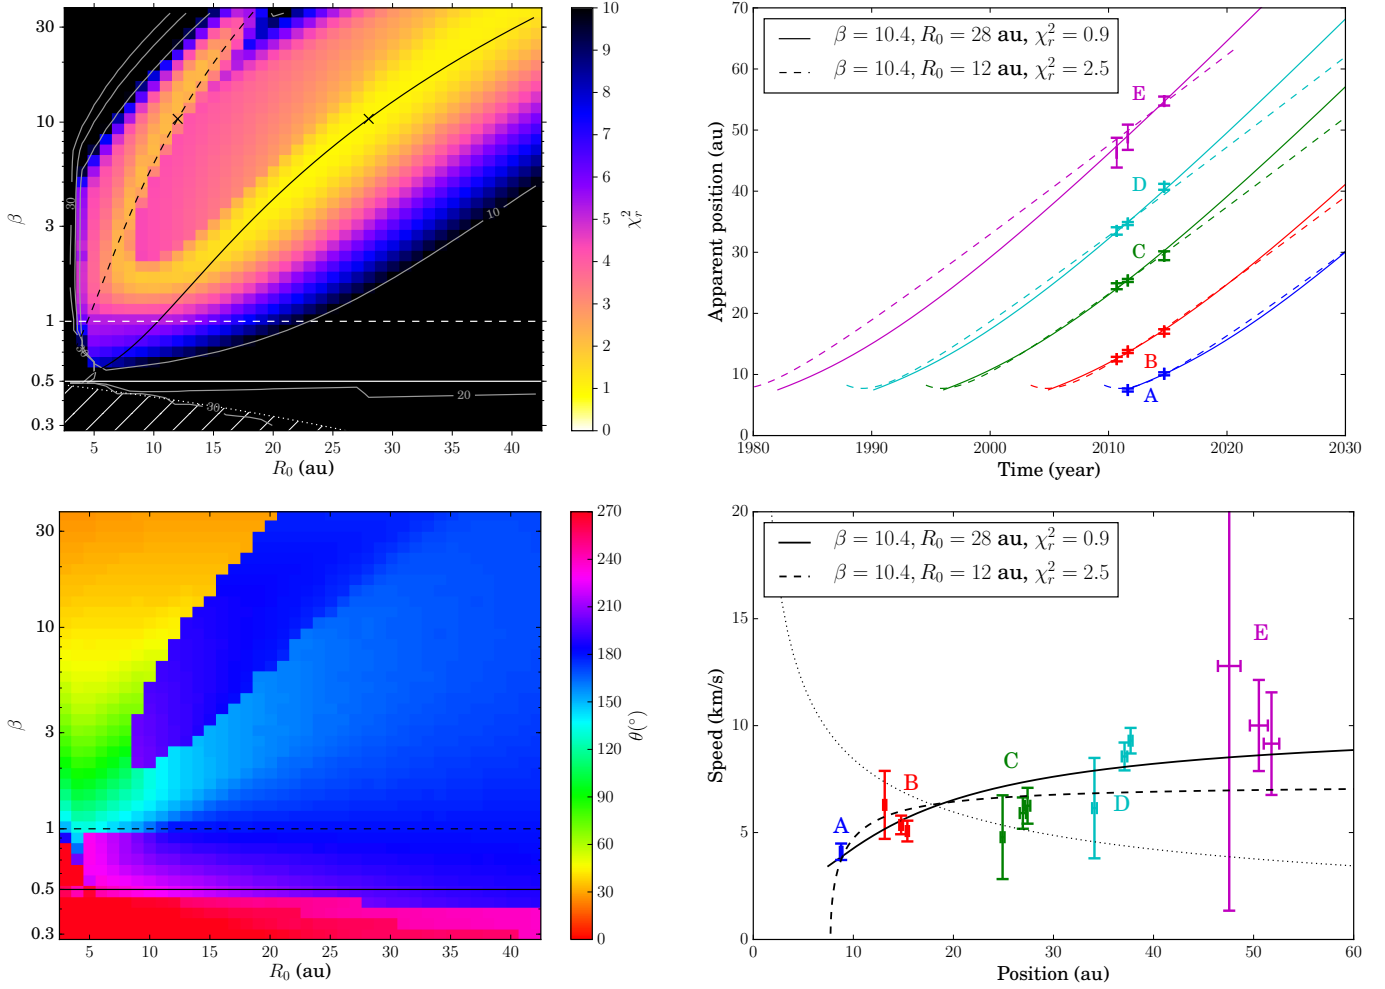 30
10
3
1
0.5
0.3
β
5 10 15 20 25 30 35 40
R₀ (au)
30
30
10
20
30
10
9
8
7
6
5
4
3
2
1
0
χ²ᵣ
70
60
50
40
30
20
10
0
Apparent position (au)
β = 10.4, R₀ = 28 au, χ²ᵣ = 0.9
β = 10.4, R₀ = 12 au, χ²ᵣ = 2.5
E
D
C
B
A
1980 1990 2000 2010 2020 2030
Time (year)
30
10
3
1
0.5
0.3
β
5 10 15 20 25 30 35 40
R₀ (au)
270
240
210
180
150
120
90
60
30
0
θ(°)
20
15
10
5
0
Speed (km/s)
β = 10.4, R₀ = 28 au, χ²ᵣ = 0.9
β = 10.4, R₀ = 12 au, χ²ᵣ = 2.5
E
C
B
D
A
0 10 20 30 40 50 60
Position (au)